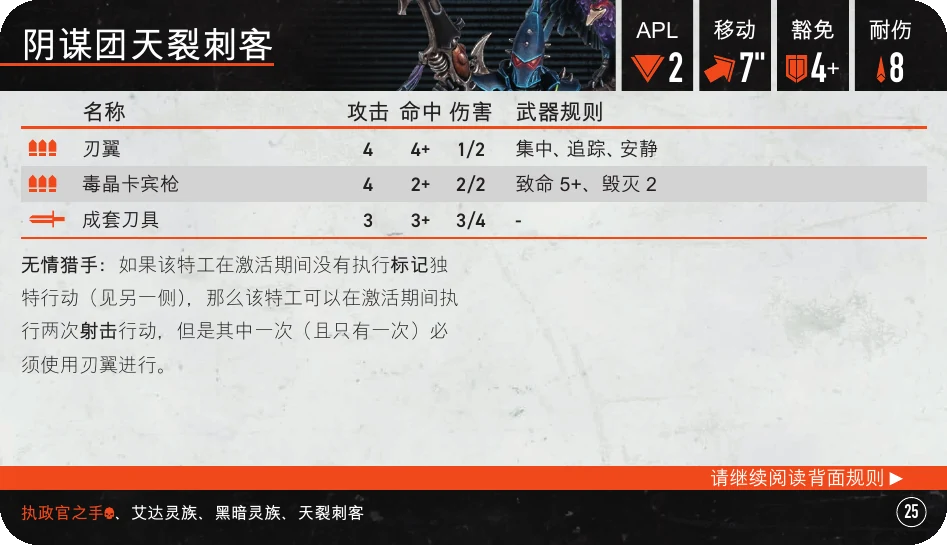 阴谋团天裂刺客
APL 移动 豁免 耐伤
2 7" 4+ 8
名称 攻击 命中 伤害 武器规则
刃翼 4 4+ 1/2 集中、追踪、安静
毒晶卡宾枪 4 2+ 2/2 致命 5+、毁灭 2
成套刀具 3 3+ 3/4 -
无情猎手：如果该特工在激活期间没有执行标记独
特行动（见另一侧），那么该特工可以在激活期间执
行两次射击行动，但是其中一次（且只有一次）必
须使用刃翼进行。
请继续阅读背面规则▶
执政官之手、艾达灵族、黑暗灵族、天裂刺客
25